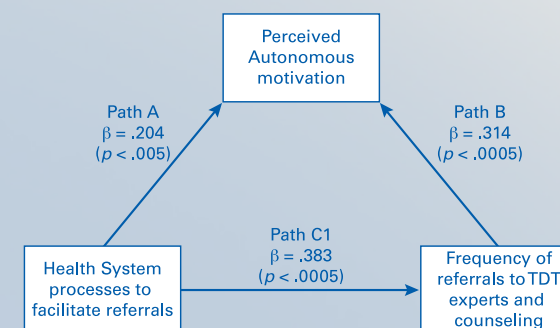 Perceived
Autonomous
motivation
Path A
β = .204
(p < .005)
Path B
β = .314
(p < .0005)
Path C1
β = .383
(p < .0005)
Health System
processes to
facilitate referrals
Frequency of
referrals to TDT
experts and
counseling